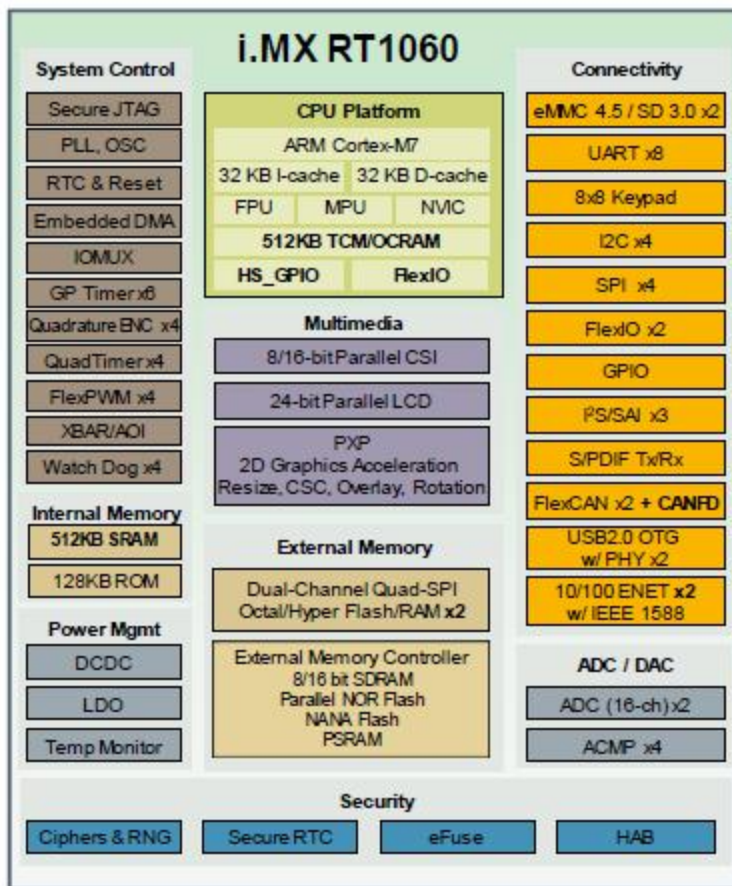 i.MX RT1060
System Control
Secure JTAG
PLL, OSC
RTC & Reset
Embedded DMA
IOMUX
GP Timer x6
Quadrature ENC x4
QuadTimer x4
FlexPWM x4
XBAR/AOI
Watch Dog x4
Internal Memory
512KB SRAM
128KB ROM
Power Mgmt
DCDC
LDO
Temp Monitor
CPU Platform
ARM Cortex-M7
32 KB I-cache 32 KB D-cache
FPU MPU NVIC
512KB TCM/OCRAM
HS_GPIO FlexIO
Multimedia
8/16-bit Parallel CSI
24-bit Parallel LCD
PXP
2D Graphics Acceleration
Resize, CSC, Overlay, Rotation
External Memory
Dual-Channel Quad-SPI
Octal/Hyper Flash/RAM x2
External Memory Controller
8/16 bit SDRAM
Parallel NOR Flash
NANA Flash
PSRAM
Connectivity
eMMC 4.5 / SD 3.0 x2
UART x8
8x8 Keypad
I2C x4
SPI x4
FlexIO x2
GPIO
I²S/SAI x3
S/PDIF Tx/Rx
FlexCAN x2 + CANFD
USB2.0 OTG
w/ PHY x2
10/100 ENET x2
w/ IEEE 1588
ADC / DAC
ADC (16-ch) x2
ACMP x4
Security
Ciphers & RNG
Secure RTC
eFuse
HAB